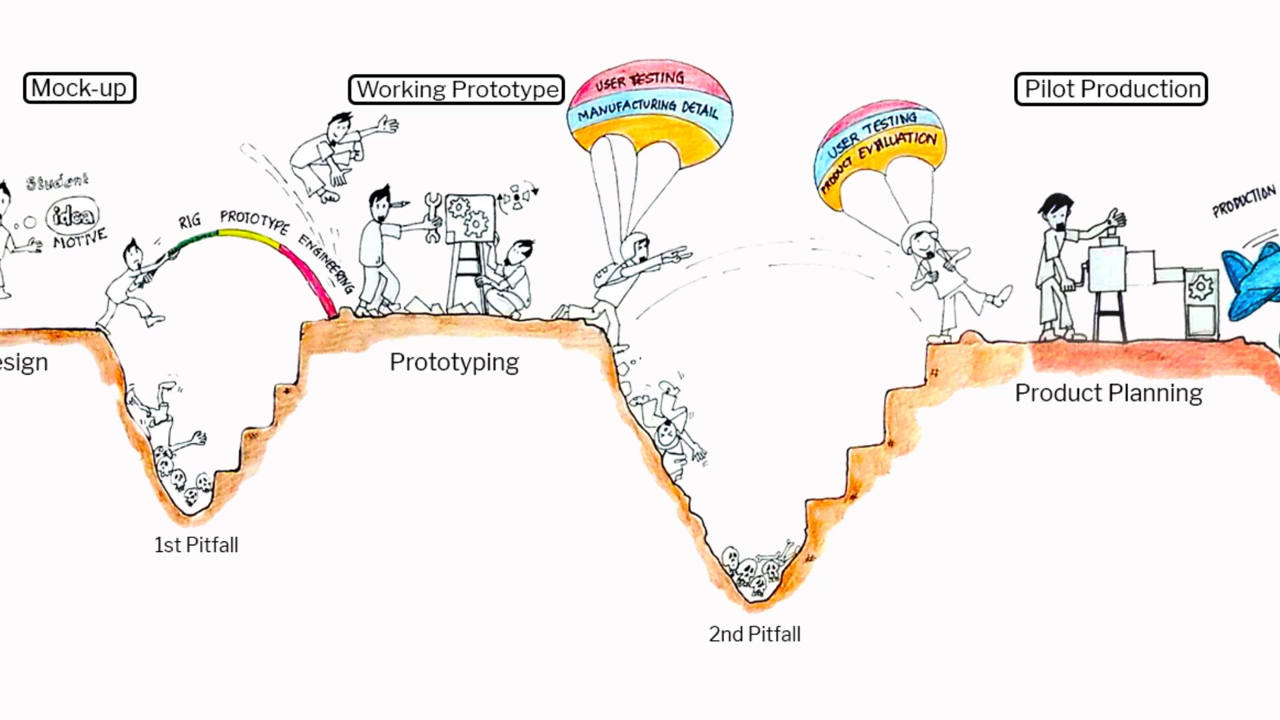 Mock-up
Working Prototype
Pilot Production
Student
idea
MOTIVE
RIG PROTOTYPE ENGINEERING
USER TESTING
MANUFACTURING DETAIL
USER TESTING
PRODUCT EVALUATION
PRODUCTION
esign
Prototyping
Product Planning
1st Pitfall
2nd Pitfall